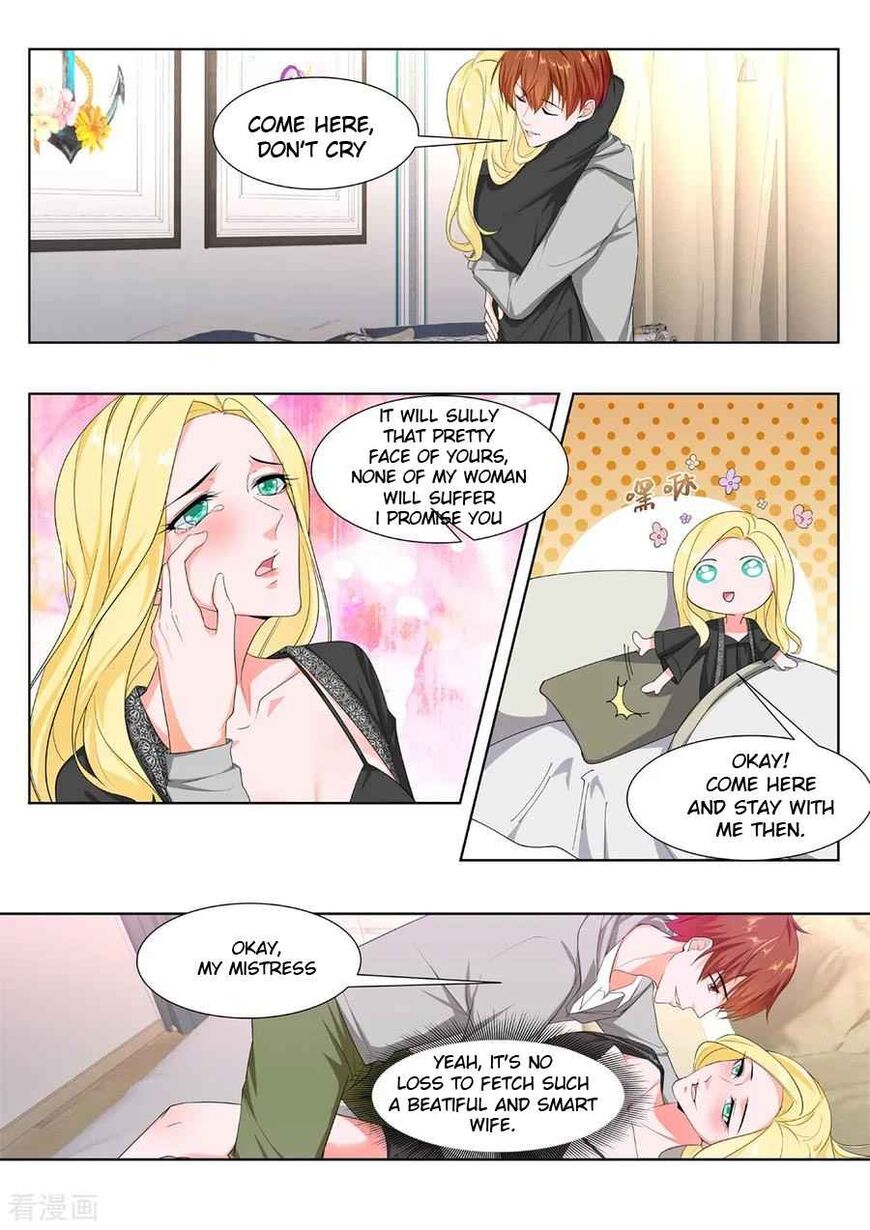 COME HERE,
DON'T CRY
IT WILL SULLY
THAT PRETTY
FACE OF YOURS,
NONE OF MY WOMAN
WILL SUFFER
I PROMISE YOU
嘿咻
OKAY!
COME HERE
AND STAY WITH
ME THEN.
OKAY,
MY MISTRESS
YEAH, IT'S NO
LOSS TO FETCH SUCH
A BEATIFUL AND SMART
WIFE.
看漫画